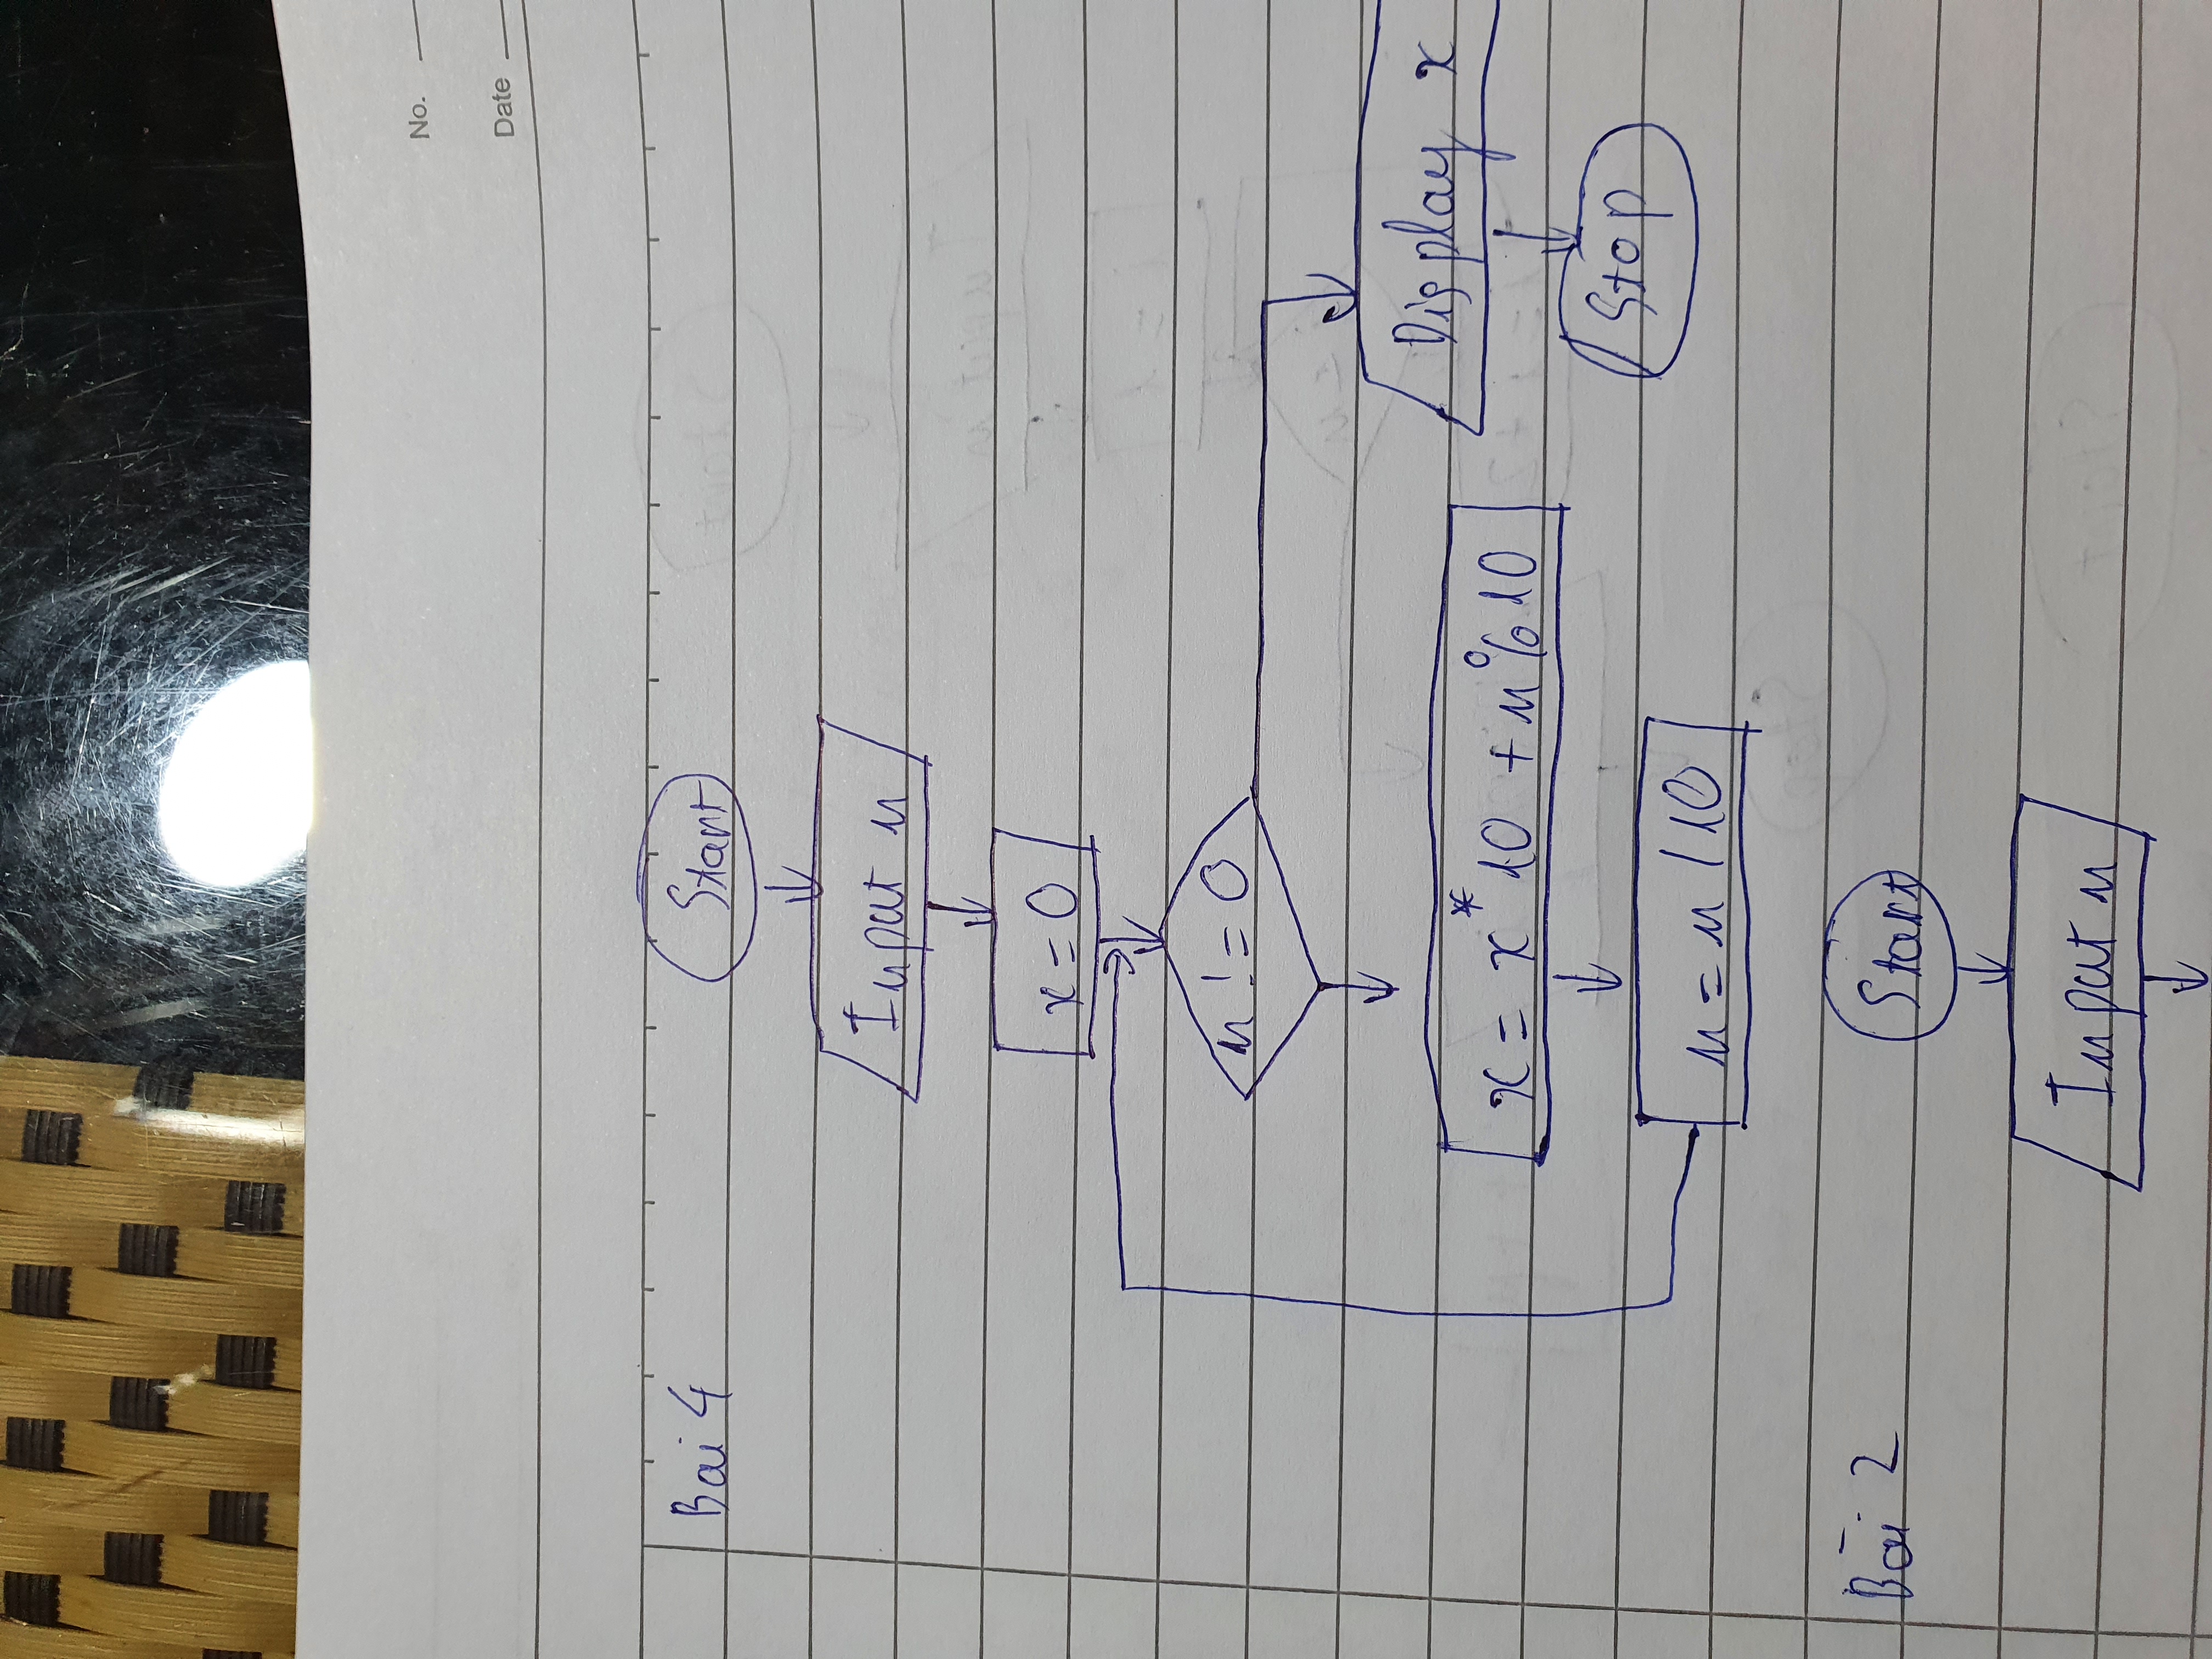 No.
Date
Bai 4
Start
Input n
x = 0
n != 0
x = x * 10 + n % 10
n = n / 10
Display x
Stop
Bài 2
Start
Input n